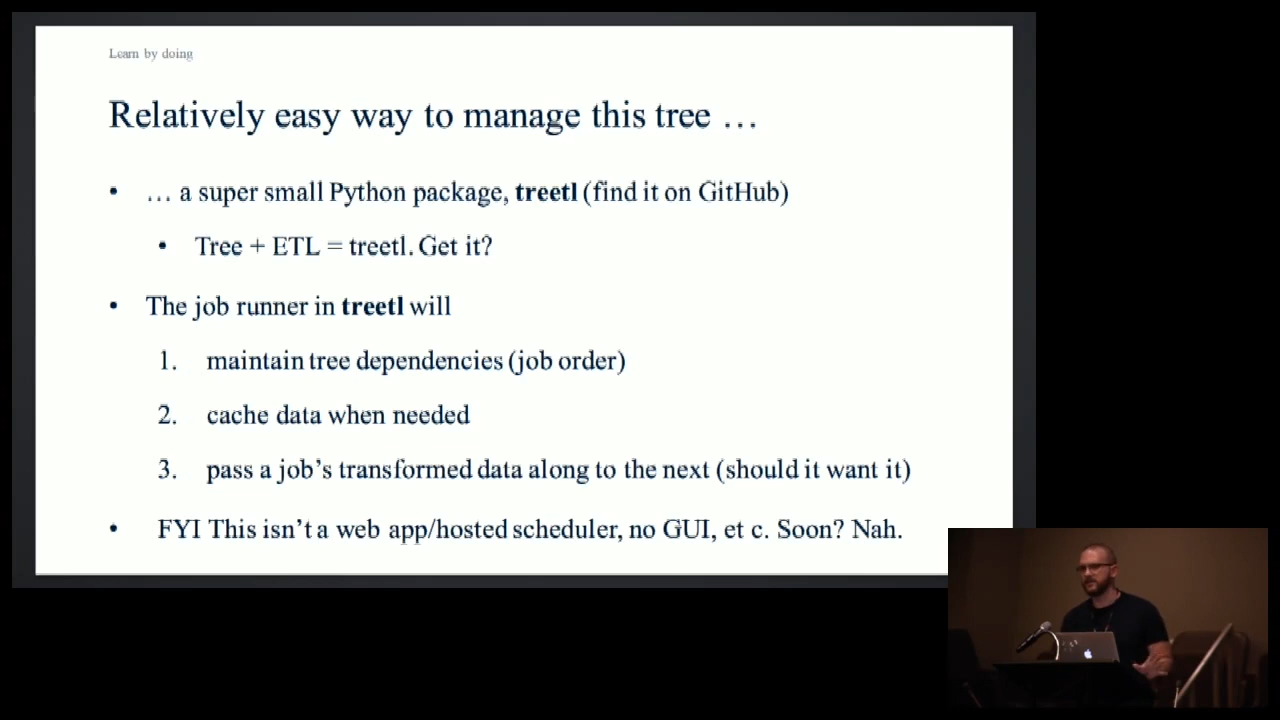 Learn by doing
Relatively easy way to manage this tree …
• … a super small Python package, treetl (find it on GitHub)
• Tree + ETL = treetl. Get it?
• The job runner in treetl will
1. maintain tree dependencies (job order)
2. cache data when needed
3. pass a job’s transformed data along to the next (should it want it)
• FYI This isn’t a web app/hosted scheduler, no GUI, et c. Soon? Nah.